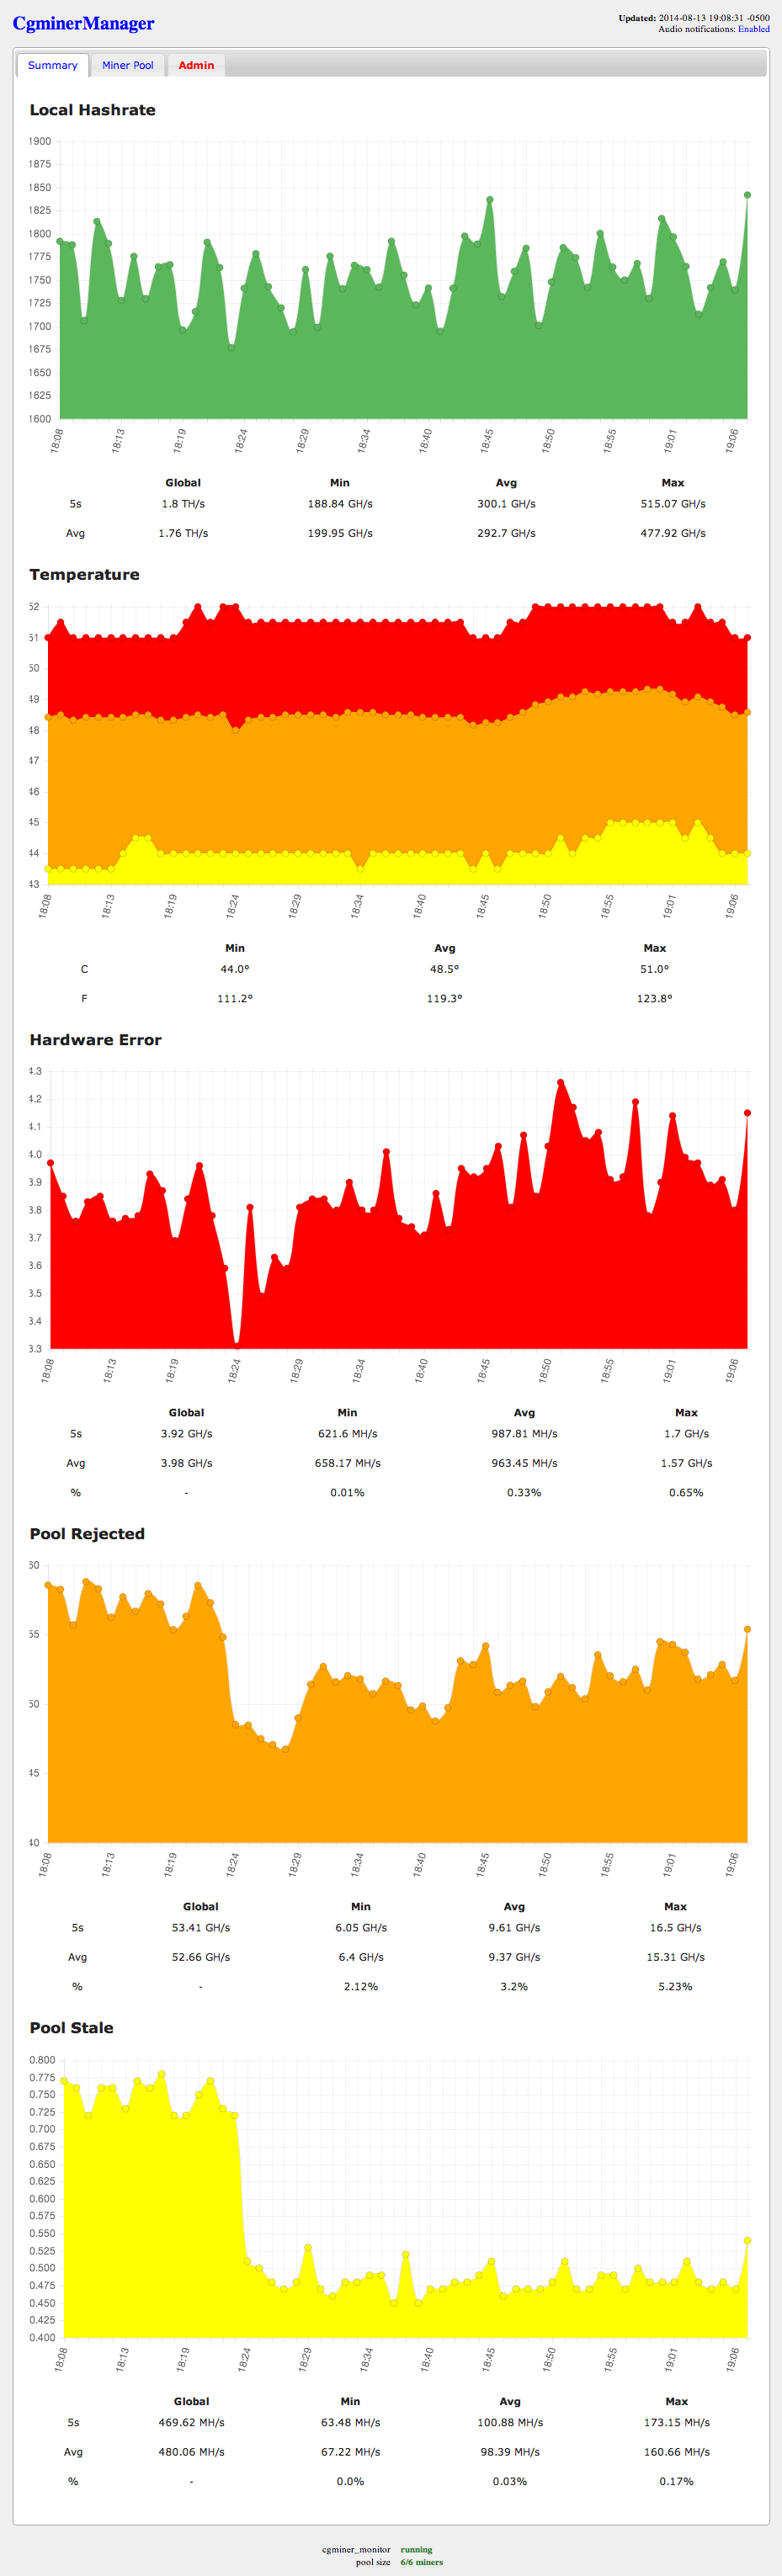 CgminerManager
Updated: 2014-08-13 19:08:31 -0500
Audio notifications: Enabled
Summary Miner Pool Admin
Local Hashrate
1900
1875
1850
1825
1800
1775
1750
1725
1700
1675
1650
1625
1600
18:08 18:13 18:19 18:24 18:29 18:34 18:40 18:45 18:50 18:55 19:01 19:06
Global Min Avg Max
5s 1.8 TH/s 188.84 GH/s 300.1 GH/s 515.07 GH/s
Avg 1.76 TH/s 199.95 GH/s 292.7 GH/s 477.92 GH/s
Temperature
52
51
50
49
48
47
46
45
44
43
18:08 18:13 18:19 18:24 18:29 18:34 18:40 18:45 18:50 18:55 19:01 19:06
Min Avg Max
C 44.0° 48.5° 51.0°
F 111.2° 119.3° 123.8°
Hardware Error
4.3
4.2
4.1
4.0
3.9
3.8
3.7
3.6
3.5
3.4
3.3
18:08 18:13 18:19 18:24 18:29 18:34 18:40 18:45 18:50 18:55 19:01 19:06
Global Min Avg Max
5s 3.92 GH/s 621.6 MH/s 987.81 MH/s 1.7 GH/s
Avg 3.98 GH/s 658.17 MH/s 963.45 MH/s 1.57 GH/s
% - 0.01% 0.33% 0.65%
Pool Rejected
60
55
50
45
40
18:08 18:13 18:19 18:24 18:29 18:34 18:40 18:45 18:50 18:55 19:01 19:06
Global Min Avg Max
5s 53.41 GH/s 6.05 GH/s 9.61 GH/s 16.5 GH/s
Avg 52.66 GH/s 6.4 GH/s 9.37 GH/s 15.31 GH/s
% - 2.12% 3.2% 5.23%
Pool Stale
0.800
0.775
0.750
0.725
0.700
0.675
0.650
0.625
0.600
0.575
0.550
0.525
0.500
0.475
0.450
0.425
0.400
18:08 18:13 18:19 18:24 18:29 18:34 18:40 18:45 18:50 18:55 19:01 19:06
Global Min Avg Max
5s 469.62 MH/s 63.48 MH/s 100.88 MH/s 173.15 MH/s
Avg 480.06 MH/s 67.22 MH/s 98.39 MH/s 160.66 MH/s
% - 0.0% 0.03% 0.17%
cgminer_monitor running
pool size 6/6 miners